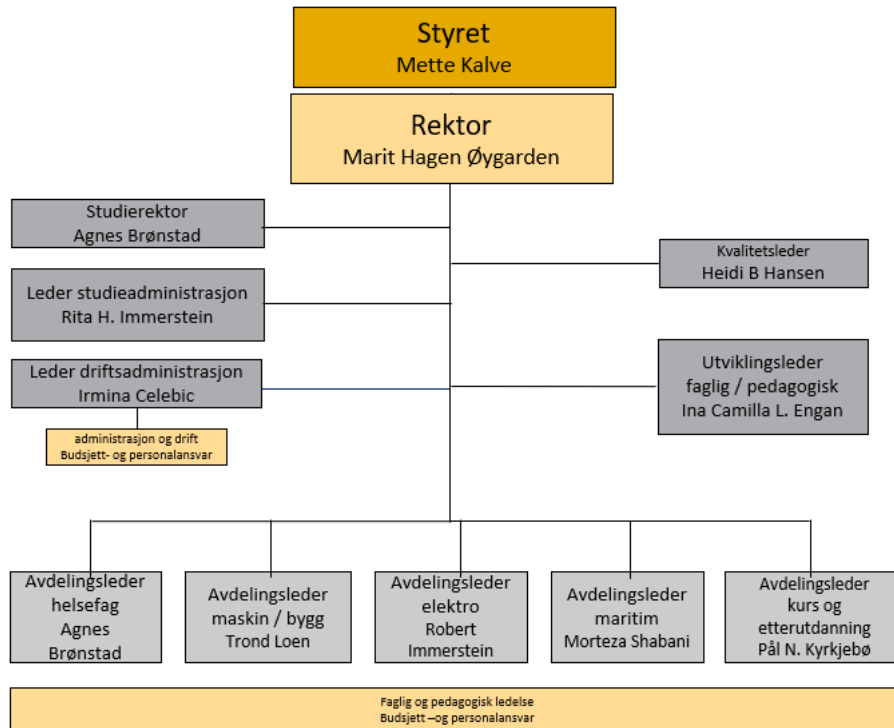 Styret
Mette Kalve
Rektor
Marit Hagen Øygarden
Studierektor
Agnes Brønstad
Kvalitetsleder
Heidi B Hansen
Leder studieadministrasjon
Rita H. Immerstein
Leder driftsadministrasjon
Irmina Celebic
Utviklingsleder
faglig / pedagogisk
Ina Camilla L. Engan
administrasjon og drift
Budsjett- og personalansvar
Avdelingsleder
helsefag
Agnes
Brønstad
Avdelingsleder
maskin / bygg
Trond Loen
Avdelingsleder
elektro
Robert
Immerstein
Avdelingsleder
maritim
Morteza Shabani
Avdelingsleder
kurs og
etterutdanning
Pål N. Kyrkjebø
Faglig og pedagogisk ledelse
Budsjett –og personalansvar